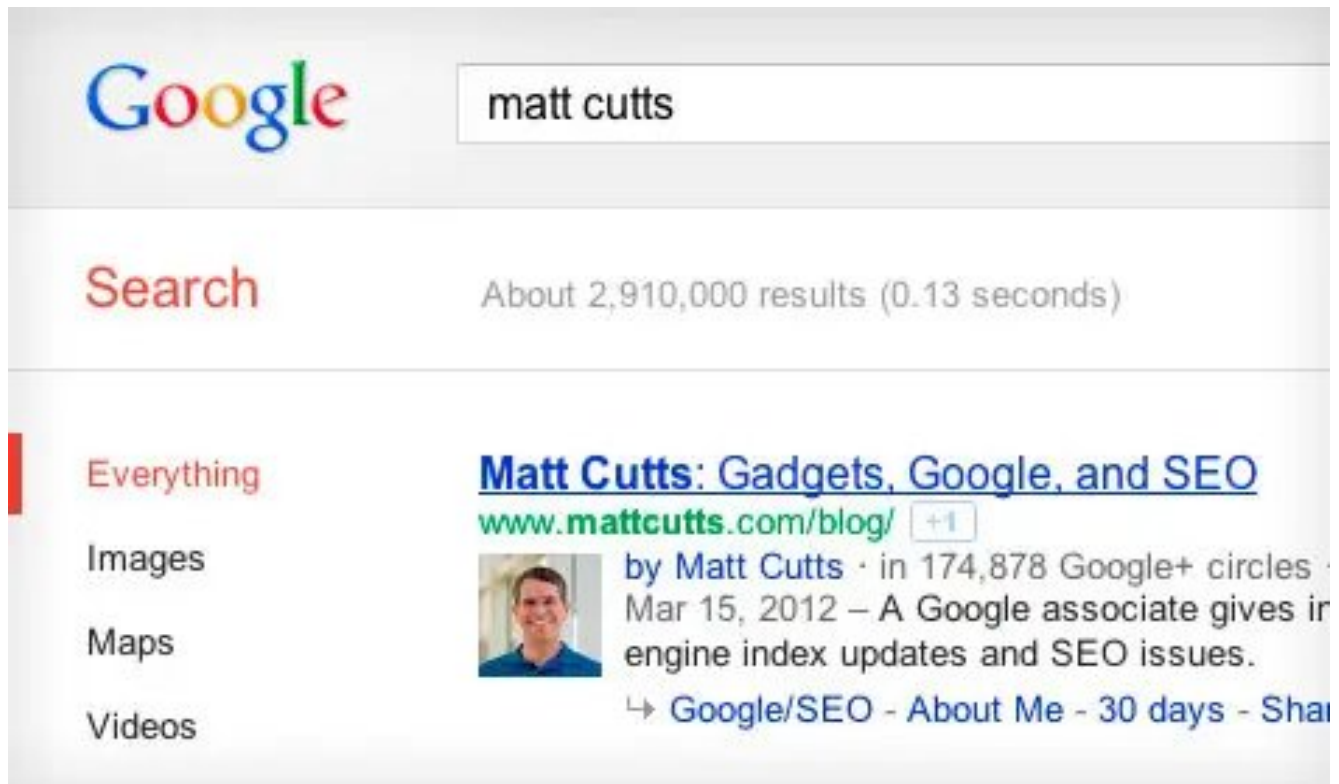 Google
matt cutts
Search
About 2,910,000 results (0.13 seconds)
Everything
Images
Maps
Videos
Matt Cutts: Gadgets, Google, and SEO
www.mattcutts.com/blog/ +1
by Matt Cutts · in 174,878 Google+ circles ·
Mar 15, 2012 – A Google associate gives in
engine index updates and SEO issues.
↳ Google/SEO - About Me - 30 days - Shar